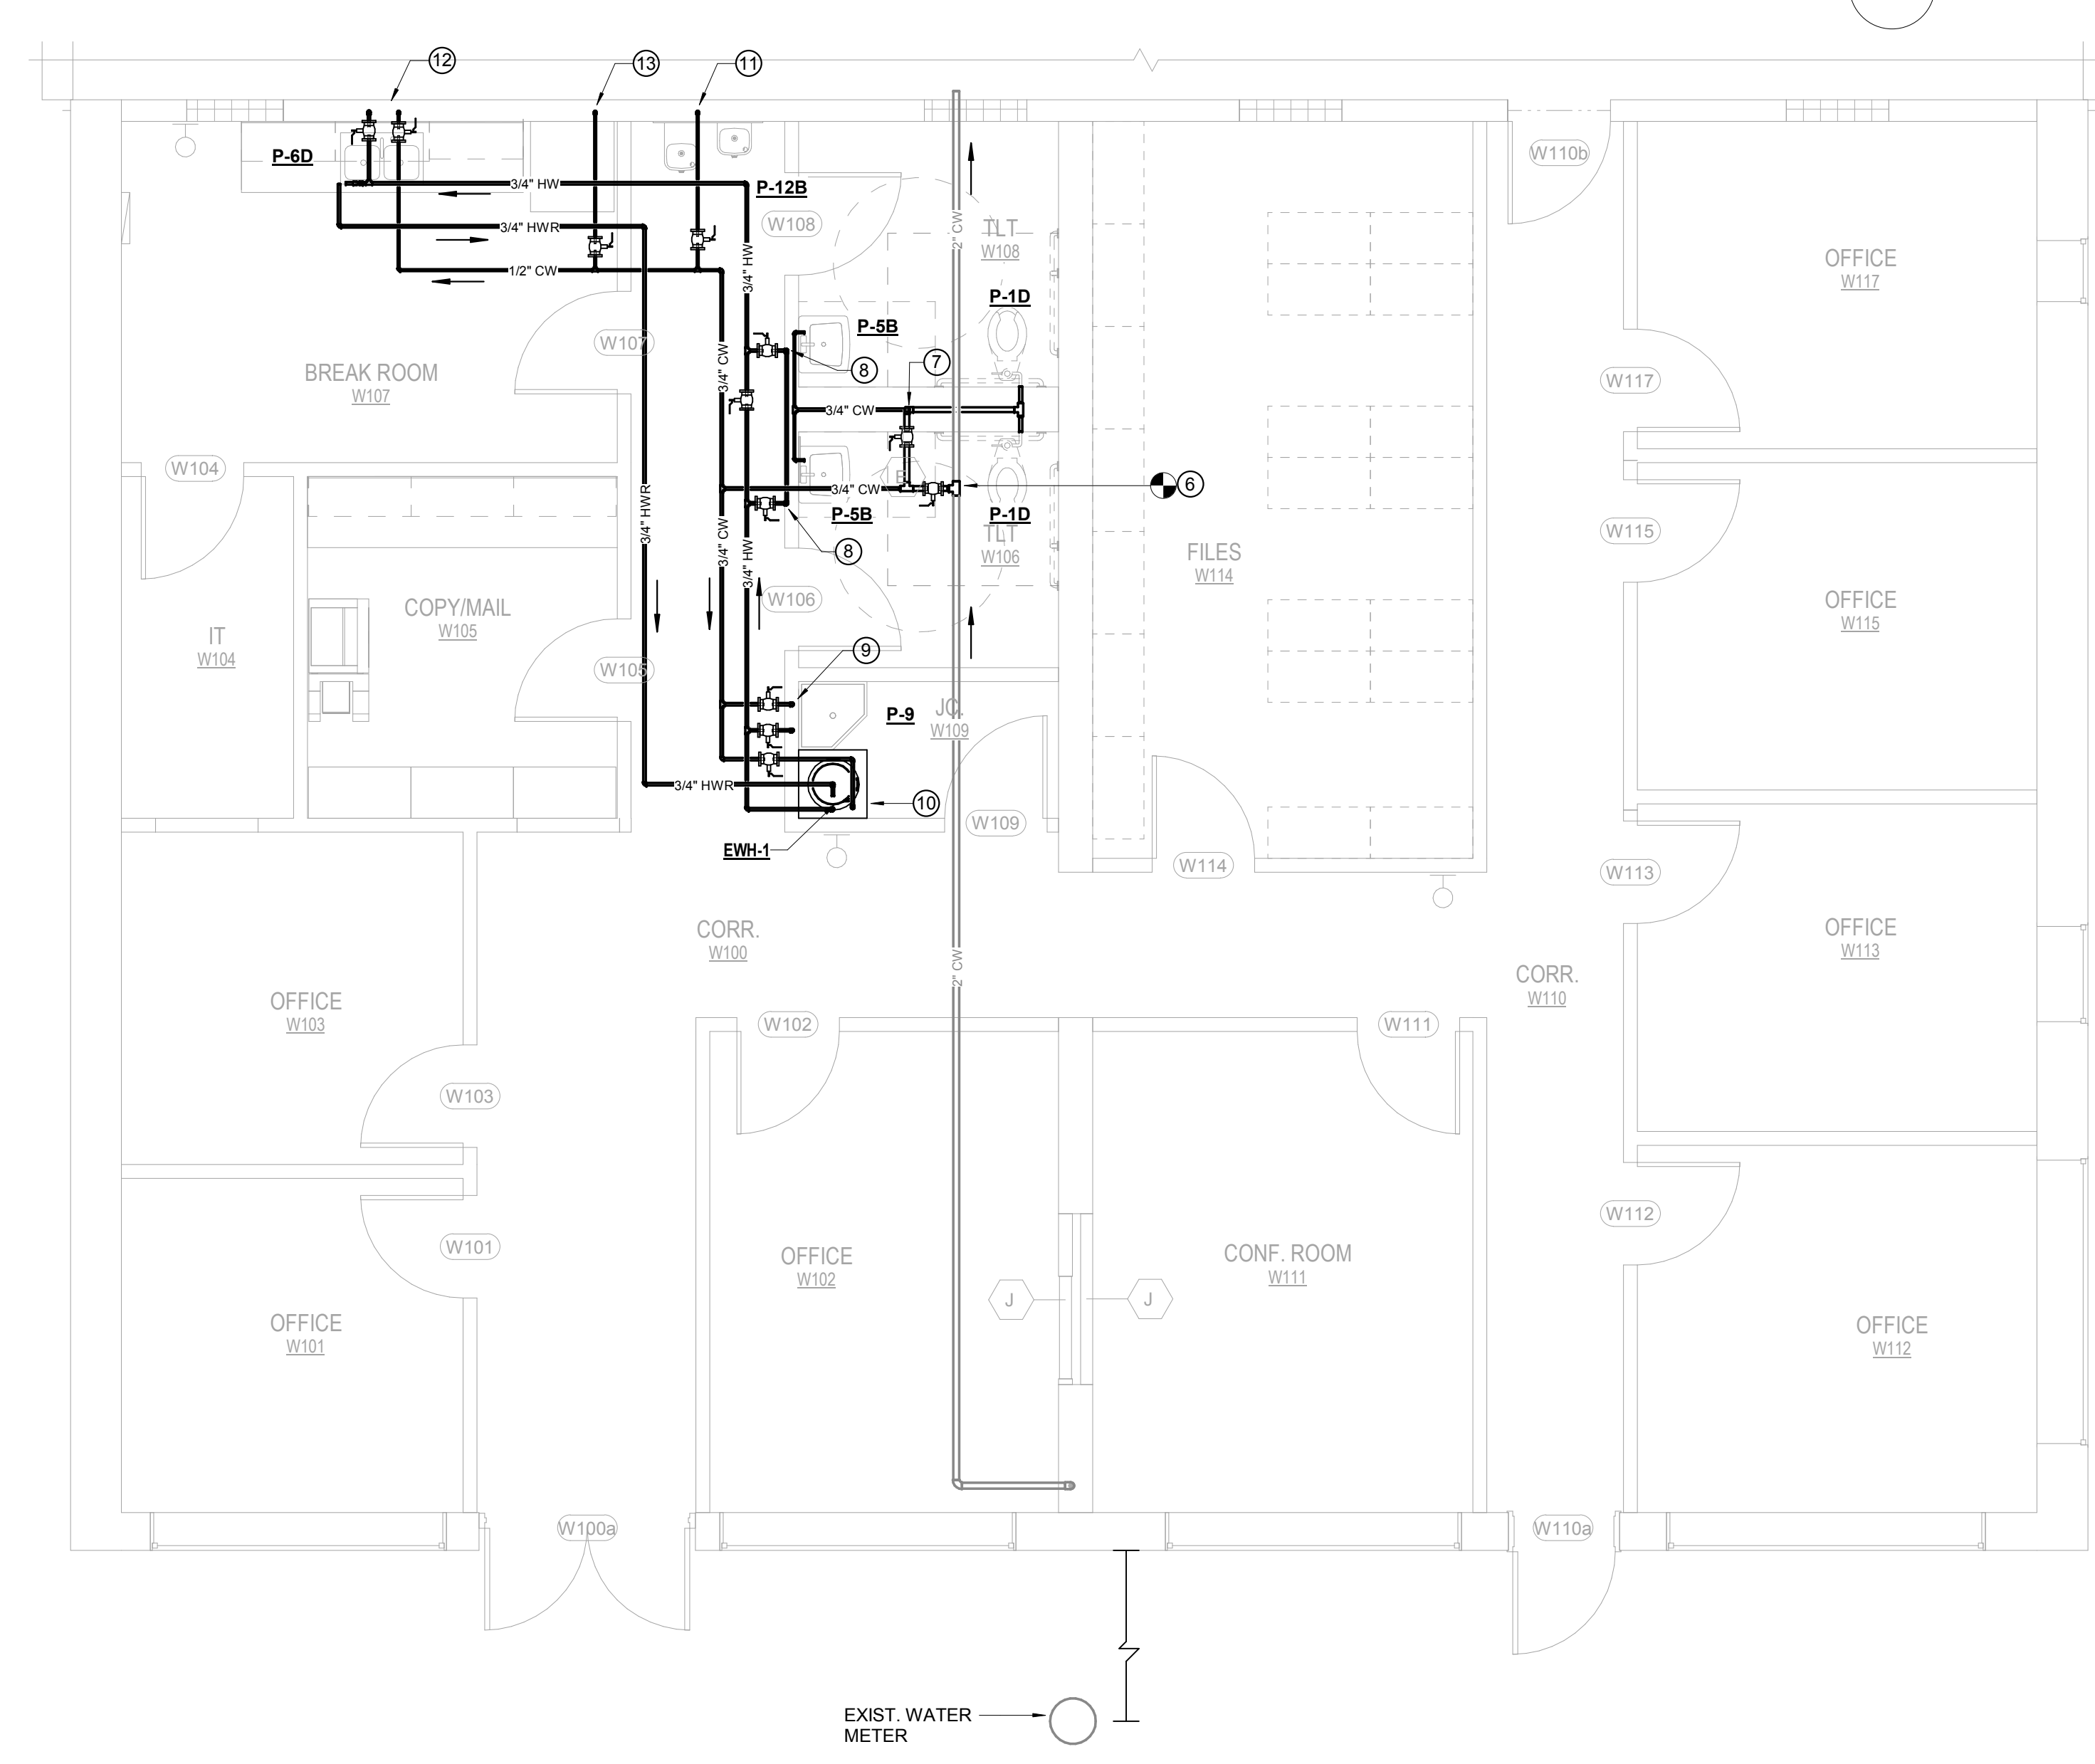 12
13
11
P-6D
3/4" HW
P-12B
W110b
3/4" HWR
W108
TLT
W108
2" CW
3/4" HW
1/2" CW
OFFICE
W117
P-1D
P-5B
W107
BREAK ROOM
W107
3/4" CW
8
7
W117
3/4" CW
W104
E
3/4" CW
6
3/4" HWR
P-5B
P-1D
TLT
W106
W115
3/4" CW
3/4" HW
8
FILES
W114
COPY/MAIL
W105
W106
OFFICE
W115
IT
W104
9
W105
P-9
JC.
W109
3/4" HWR
10
W109
EWH-1
W114
W113
CORR.
W100
2" CW
OFFICE
W113
CORR.
W110
OFFICE
W103
W102
W111
W103
W101
W112
OFFICE
W102
CONF. ROOM
W111
J
J
OFFICE
W101
OFFICE
W112
W100a
W110a
EXIST. WATER
METER